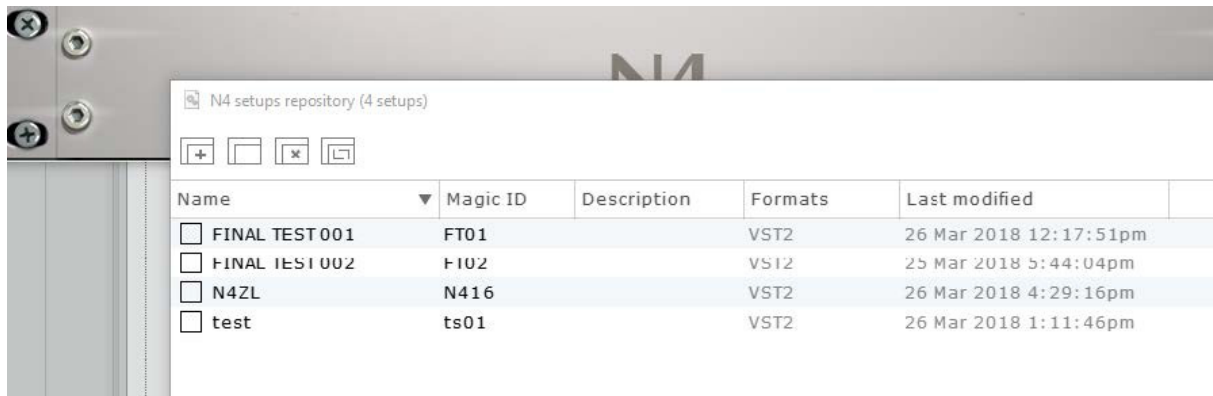 N4
N4 setups repository (4 setups)
Name ▼ Magic ID Description Formats Last modified
FINAL TEST 001 FT01 VST2 26 Mar 2018 12:17:51pm
FINAL TEST 002 FT02 VST2 25 Mar 2018 5:44:04pm
N4ZL N416 VST2 26 Mar 2018 4:29:16pm
test ts01 VST2 26 Mar 2018 1:11:46pm